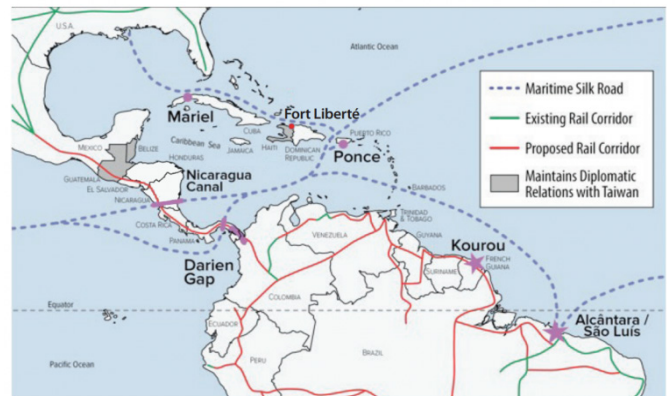 U.S.A.
Atlantic Ocean
Maritime Silk Road
Existing Rail Corridor
Proposed Rail Corridor
Maintains Diplomatic
Relations with Taiwan
Mariel
Fort Liberté
CUBA
MEXICO
BELIZE
Caribbean Sea
JAMAICA
HAITI
DOMINICAN
REPUBLIC
PUERTO RICO
Ponce
HONDURAS
GUATEMALA
EL SALVADOR
Nicaragua
Canal
NICARAGUA
BARBADOS
COSTA RICA
PANAMA
TRINIDAD
& TOBAGO
Darien
Gap
VENEZUELA
GUYANA
Kourou
SURINAME
FRENCH
GUIANA
COLOMBIA
Alcântara /
São Luís
Equator
ECUADOR
PERU
BRAZIL
Pacific Ocean